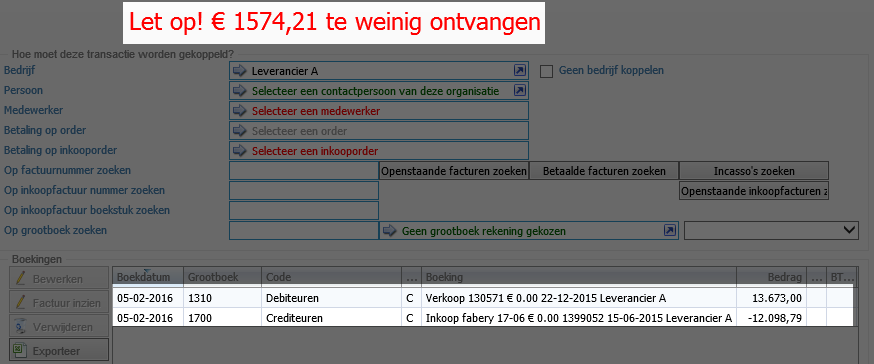 Let op! € 1574,21 te weinig ontvangen
Hoe moet deze transactie worden gekoppeld?
Bedrijf Leverancier A Geen bedrijf koppelen
Persoon Selecteer een contactpersoon van deze organisatie
Medewerker Selecteer een medewerker
Betaling op order Selecteer een order
Betaling op inkooporder Selecteer een inkooporder
Op factuurnummer zoeken Openstaande facturen zoeken Betaalde facturen zoeken Incasso's zoeken
Op inkoopfactuur nummer zoeken Openstaande inkoopfacturen z
Op inkoopfactuur boekstuk zoeken
Op grootboek zoeken Geen grootboek rekening gekozen
Boekingen
Bewerken Boekdatum Grootboek Code ... Boeking Bedrag ... BT...
Factuur inzien 05-02-2016 1310 Debiteuren C Verkoop 130571 € 0.00 22-12-2015 Leverancier A 13.673,00
Verwijderen 05-02-2016 1700 Crediteuren C Inkoop fabery 17-06 € 0.00 1399052 15-06-2015 Leverancier A -12.098,79
Exporteer